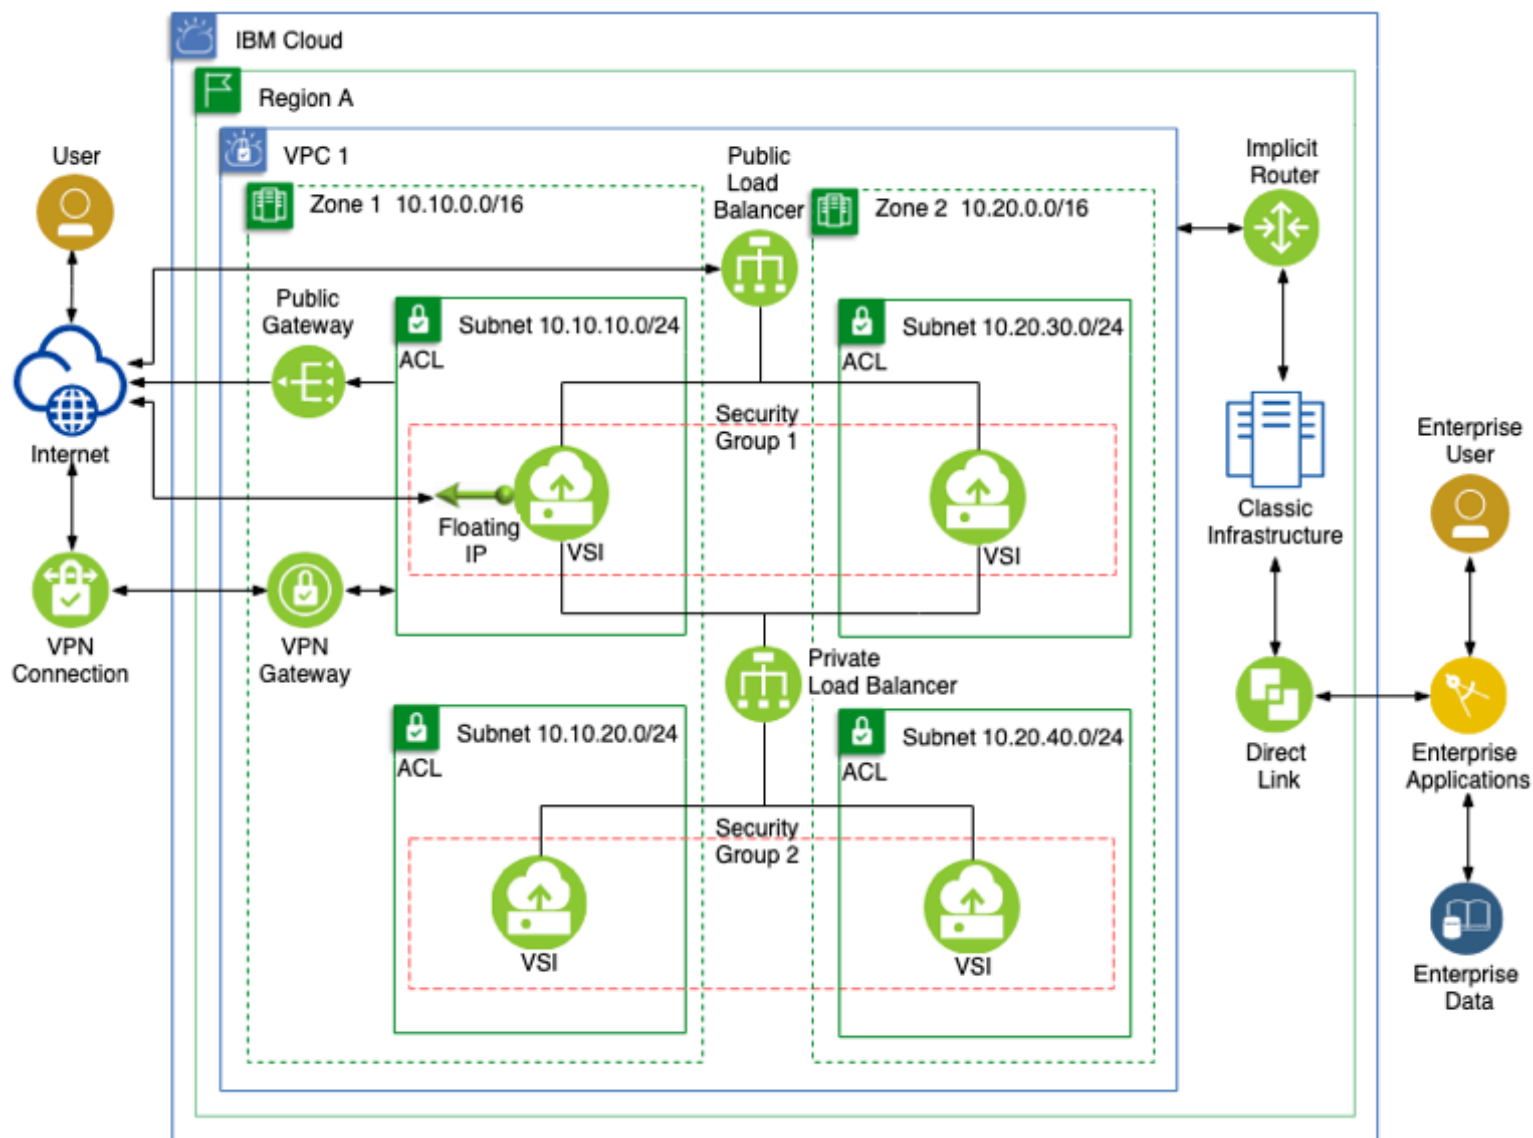 IBM Cloud
Region A
VPC 1
User
Public
Load
Balancer
Implicit
Router
Zone 1 10.10.0.0/16
Zone 2 10.20.0.0/16
Public
Gateway
Subnet 10.10.10.0/24
ACL
Subnet 10.20.30.0/24
ACL
Internet
Security
Group 1
Floating
IP
VSI
VSI
Classic
Infrastructure
Enterprise
User
VPN
Connection
VPN
Gateway
Private
Load Balancer
Subnet 10.10.20.0/24
ACL
Subnet 10.20.40.0/24
ACL
Direct
Link
Enterprise
Applications
Security
Group 2
VSI
VSI
Enterprise
Data